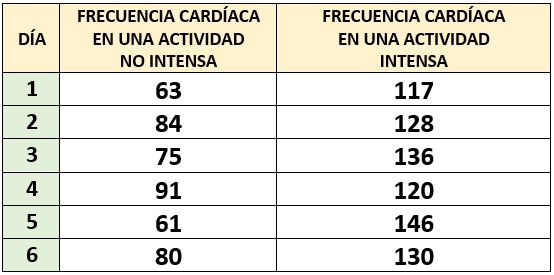 DÍA
FRECUENCIA CARDÍACA
EN UNA ACTIVIDAD
NO INTENSA
FRECUENCIA CARDÍACA
EN UNA ACTIVIDAD
INTENSA
1 63 117
2 84 128
3 75 136
4 91 120
5 61 146
6 80 130